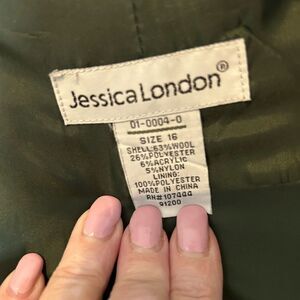 Jessica London®
01-0004-0
SIZE 16
SHELL:63%WOOL
26%POLYESTER
6%ACRYLIC
5%NYLON
LINING:
100%POLYESTER
MADE IN CHINA
RN#107444
91200